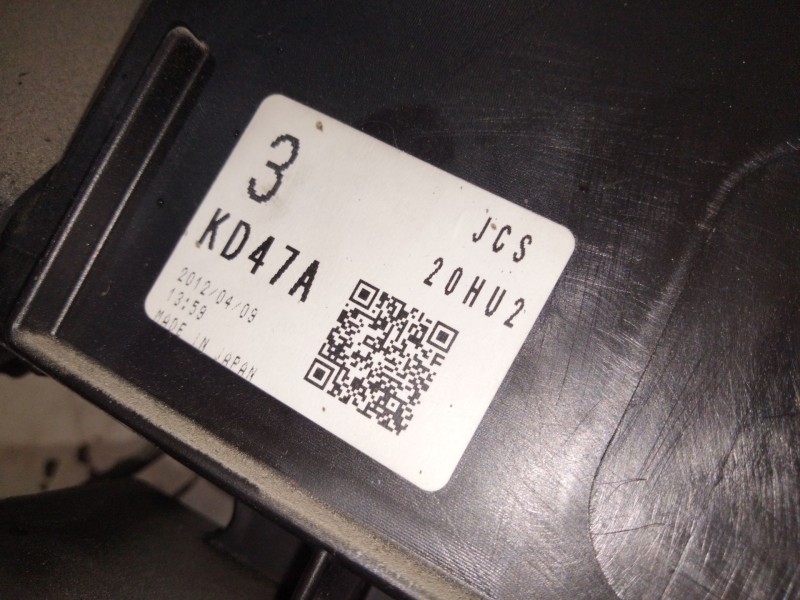 3
JCS
KD47A
20HU2
2012/04/09
13:59
MADE IN JAPAN